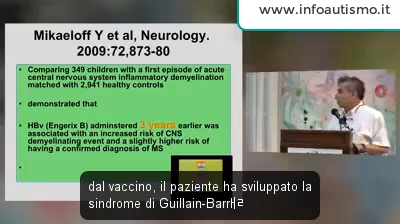 www.infoautismo.it
Mikaeloff Y et al, Neurology.
2009:72,873-80
Comparing 349 children with a first episode of acute
central nervous system inflammatory demyelination
matched with 2,941 healthy controls
demonstrated that
HBv (Engerix B) adminstered 3 years earlier was
associated with an increased risk of CNS
demyelinating event and a slightly higher risk of
having a confirmed diagnosis of MS
dal vaccino, il paziente ha sviluppato la
sindrome di Guillain-Barr